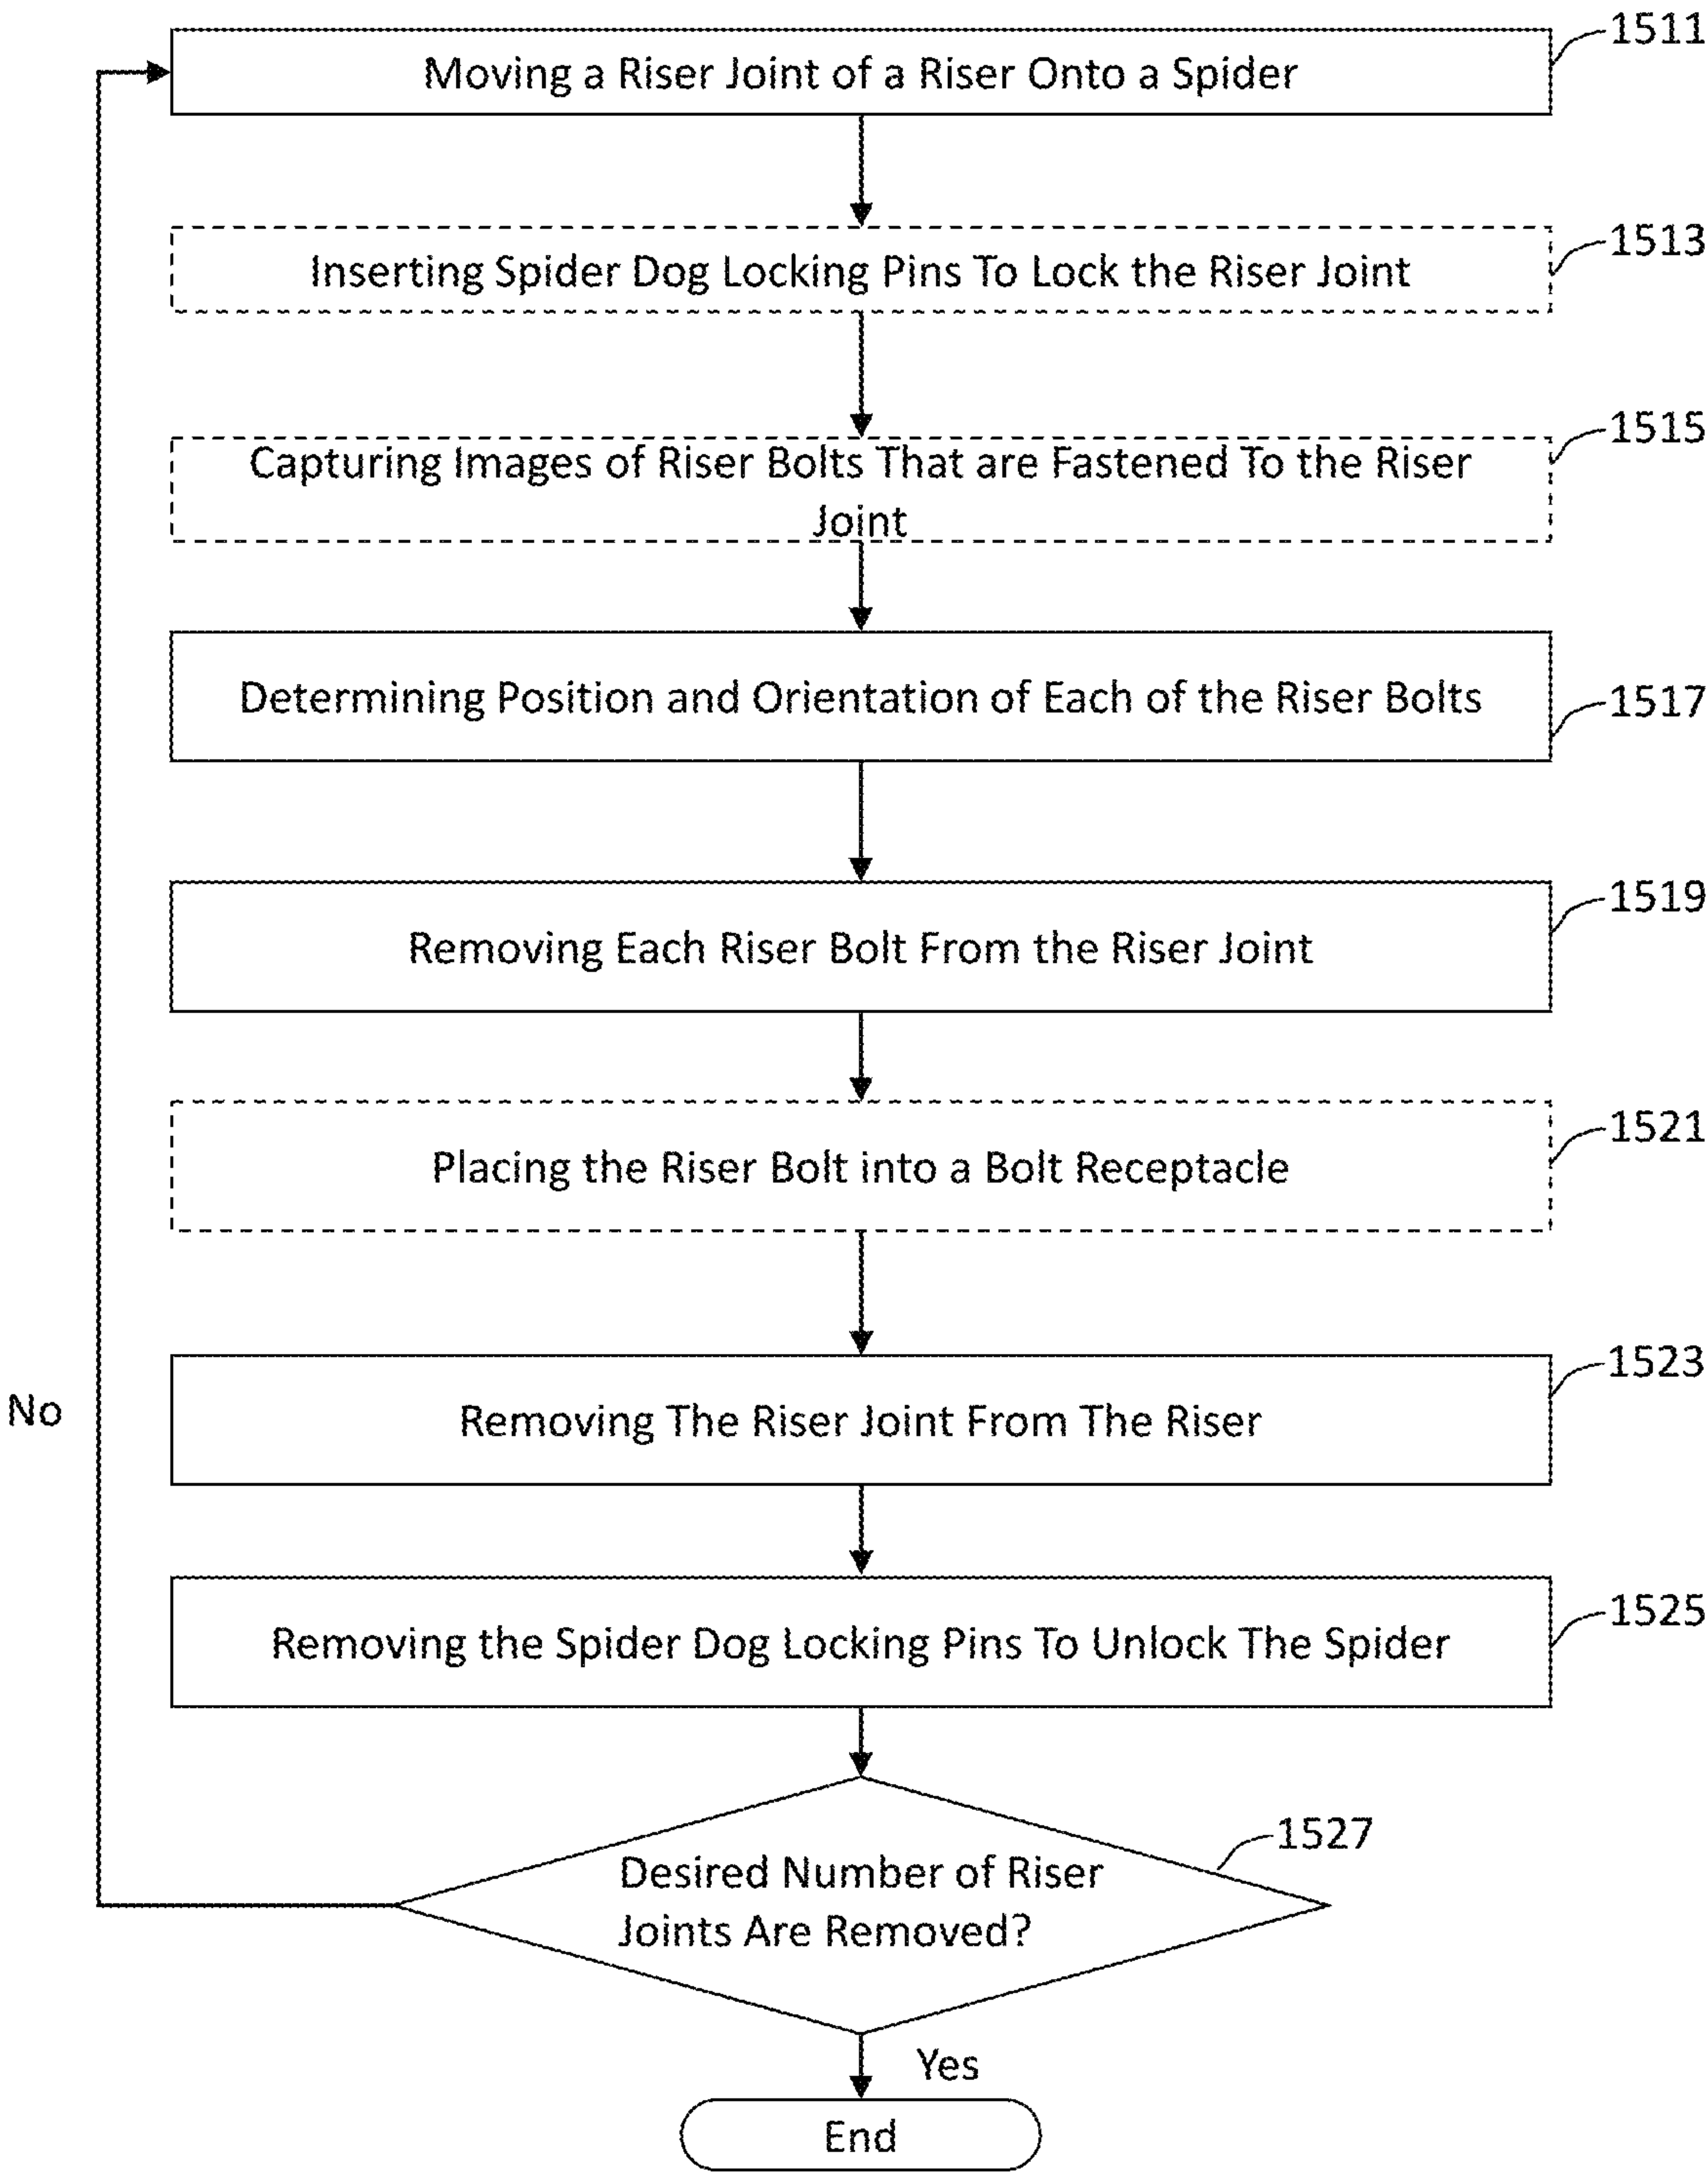 1511
Moving a Riser Joint of a Riser Onto a Spider
1513
Inserting Spider Dog Locking Pins To Lock the Riser Joint
1515
Capturing Images of Riser Bolts That are Fastened To the Riser
Joint
Determining Position and Orientation of Each of the Riser Bolts
1517
1519
Removing Each Riser Bolt From the Riser Joint
1521
Placing the Riser Bolt into a Bolt Receptacle
1523
No
Removing The Riser Joint From The Riser
1525
Removing the Spider Dog Locking Pins To Unlock The Spider
1527
Desired Number of Riser
Joints Are Removed?
Yes
End